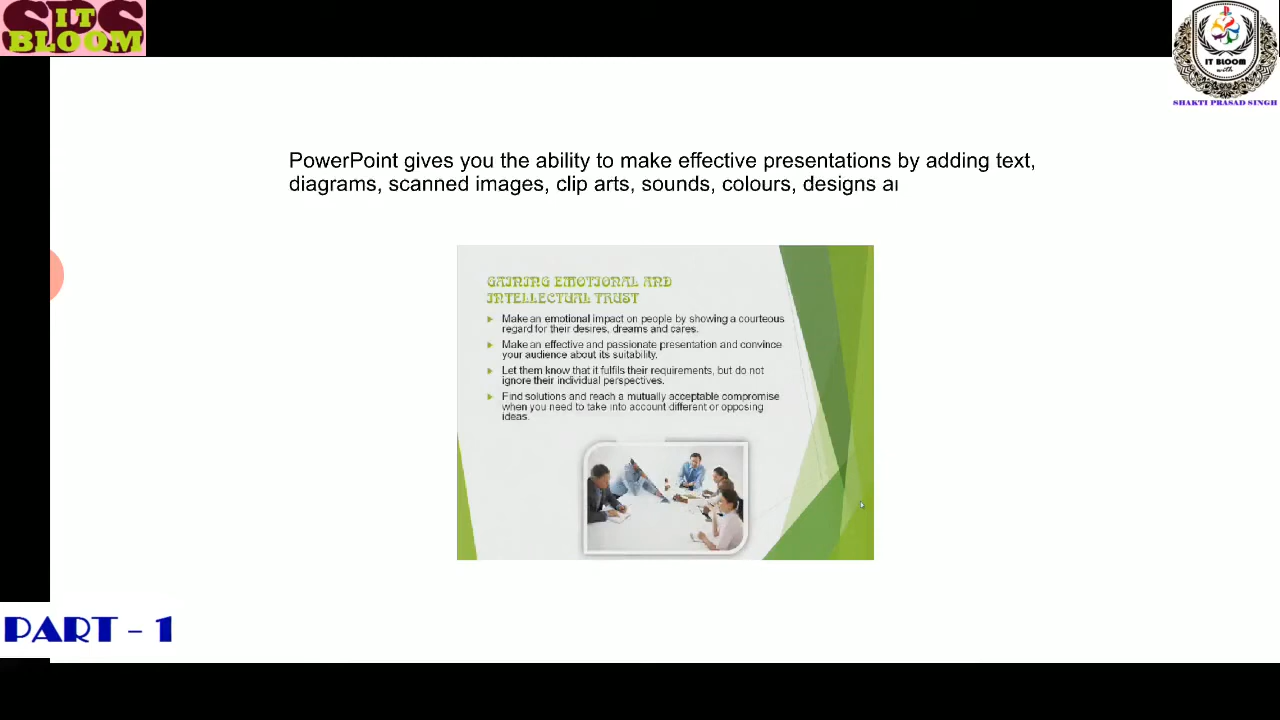 SPS
IT
BLOOM
IT BLOOM
with
SHAKTI PRASAD SINGH
PowerPoint gives you the ability to make effective presentations by adding text,
diagrams, scanned images, clip arts, sounds, colours, designs
GAINING EMOTIONAL AND
INTELLECTUAL TRUST
Make an emotional impact on people by showing a courteous
regard for their desires, dreams and cares.
Make an effective and passionate presentation and convince
your audience about its suitability.
Let them know that it fulfils their requirements, but do not
ignore their individual perspectives.
Find solutions and reach a mutually acceptable compromise
when you need to take into account different or opposing
ideas.
PART - 1